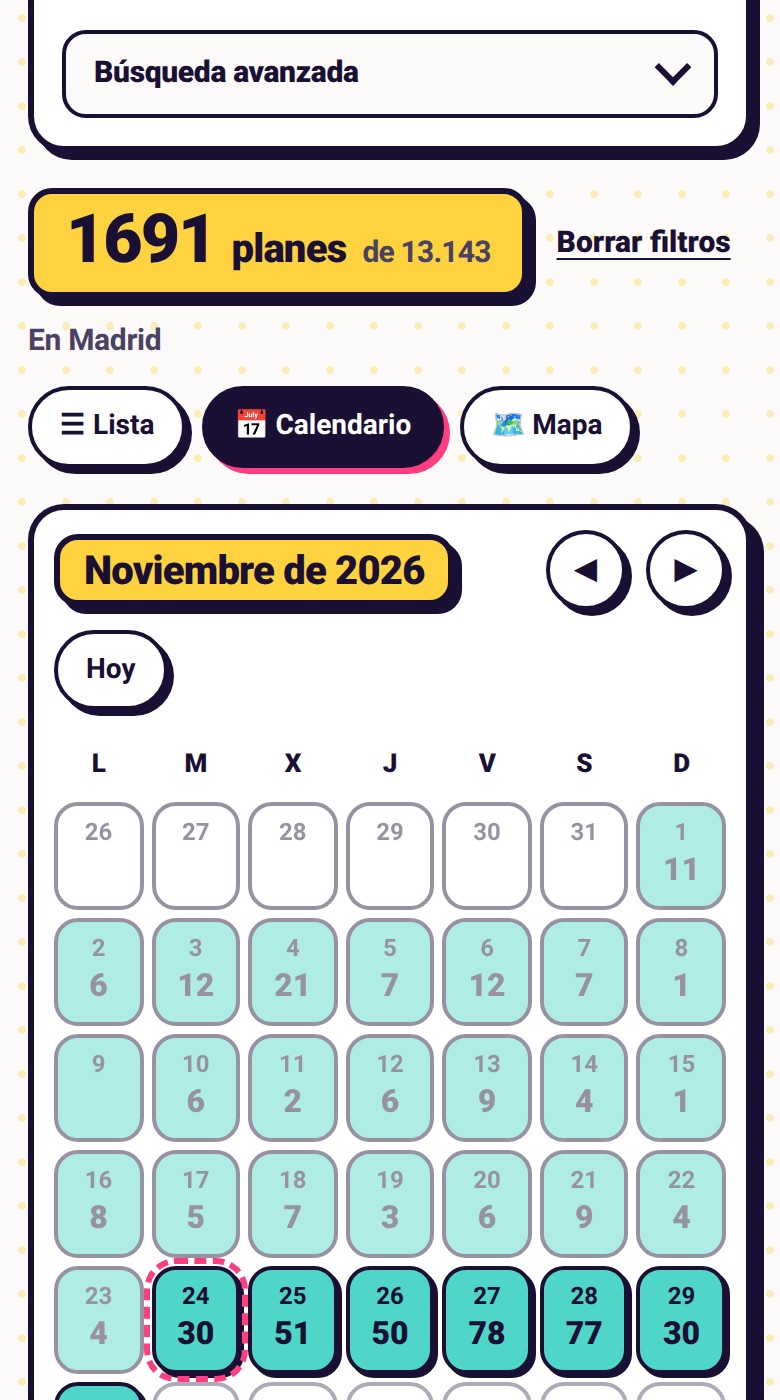 Búsqueda avanzada
1691 planes de 13.143 Borrar filtros
En Madrid
☰ Lista 📅 Calendario 🗺️ Mapa
Noviembre de 2026 ◀ ▶
Hoy
L M X J V S D
26 27 28 29 30 31 1
11
2 3 4 5 6 7 8
6 12 21 7 12 7 1
9 10 11 12 13 14 15
6 2 6 9 4 1
16 17 18 19 20 21 22
8 5 7 3 6 9 4
23 24 25 26 27 28 29
4 30 51 50 78 77 30